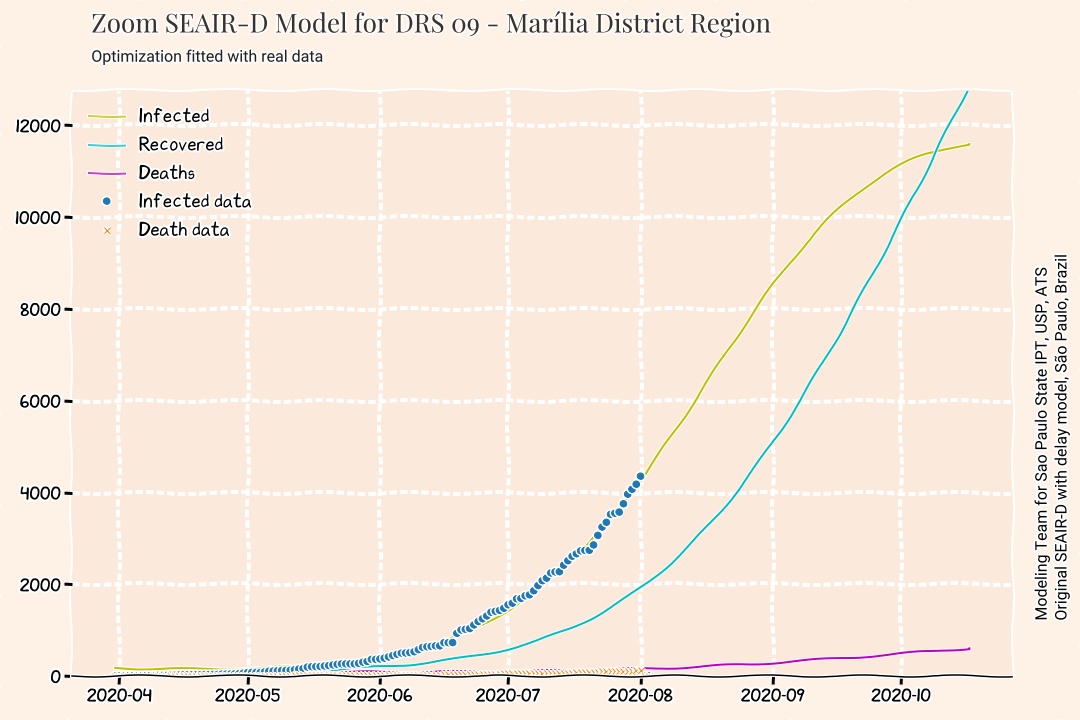 Zoom SEAIR-D Model for DRS 09 - Marília District Region
Optimization fitted with real data
Infected
Recovered
Deaths
Infected data
Death data
12000
10000
8000
6000
4000
2000
0
2020-04
2020-05
2020-06
2020-07
2020-08
2020-09
2020-10
Modeling Team for Sao Paulo State IPT, USP, ATS
Original SEAIR-D with delay model, São Paulo, Brazil